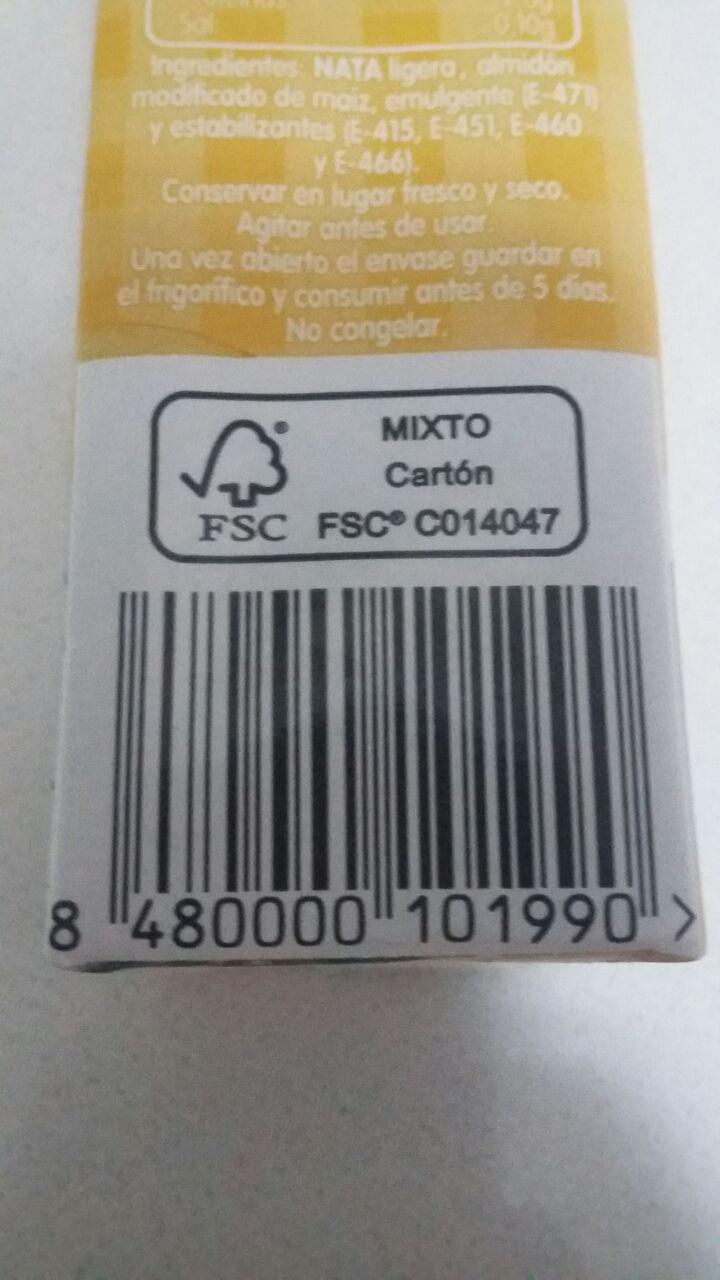 Sal 0.10g
Ingredientes: NATA ligera, almidón
modificado de maíz, emulgente (E-471)
y estabilizantes (E-415, E-451, E-460
y E-466).
Conservar en lugar fresco y seco.
Agitar antes de usar.
Una vez abierto el envase guardar en
el frigorífico y consumir antes de 5 días.
No congelar.
MIXTO
Cartón
FSC® C014047
®
FSC
8 480000 101990 >